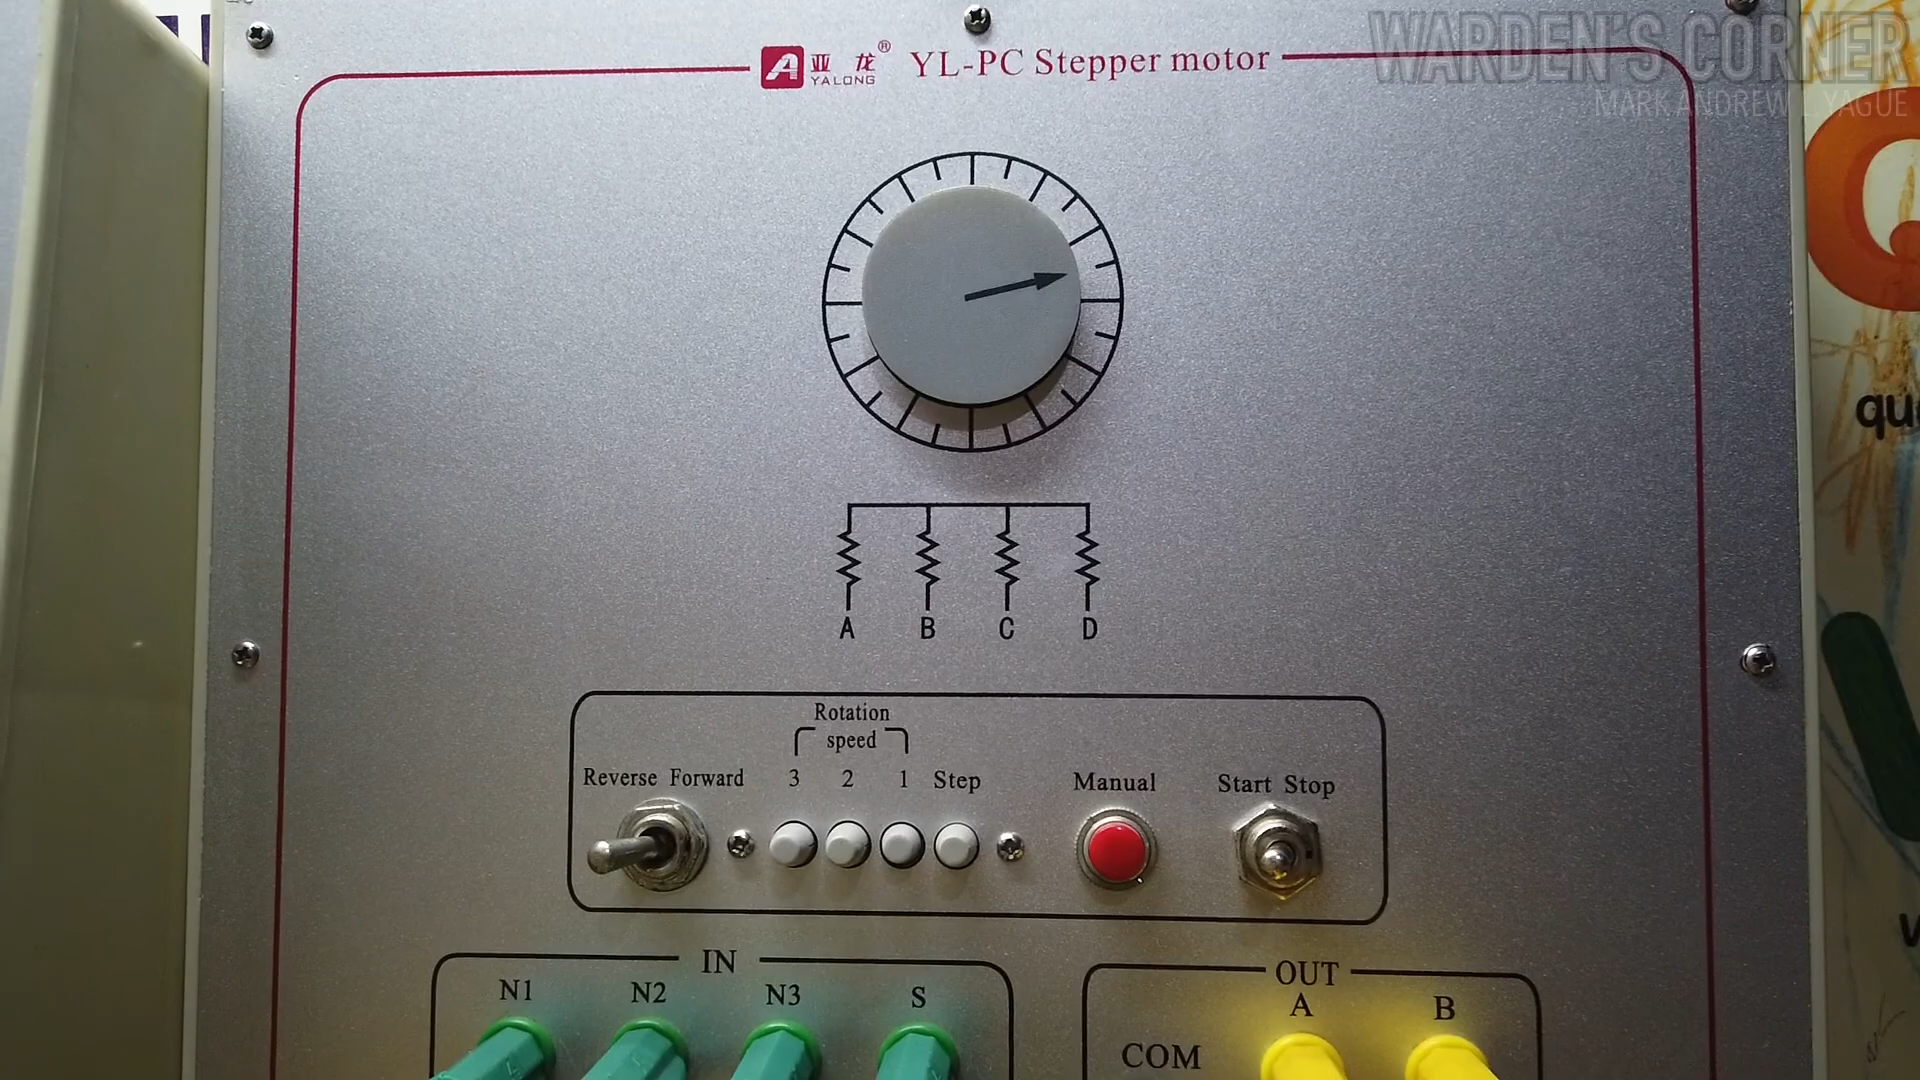 WARDEN'S CORNER
MARK ANDREW L. YAGUE
A 亚龙® YL-PC Stepper motor
YALONG
A B C D
Rotation
speed
Reverse Forward 3 2 1 Step Manual Start Stop
IN
N1 N2 N3 S
OUT
A B
COM
Q
qu